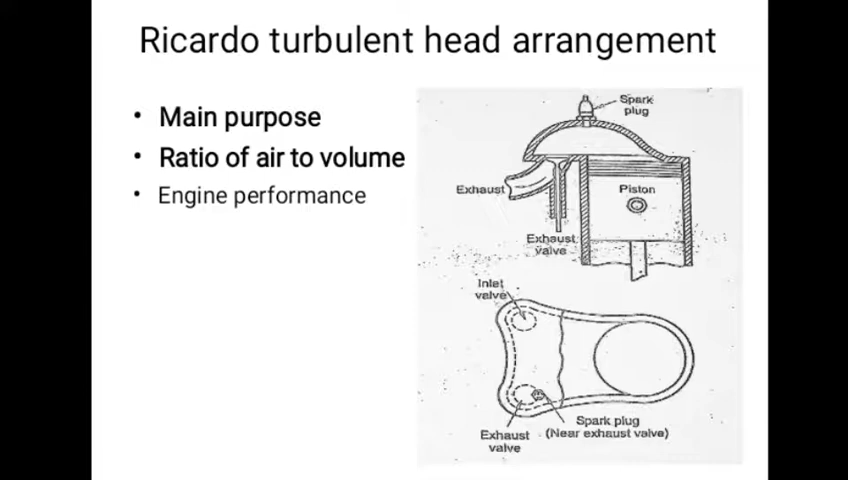 Ricardo turbulent head arrangement
• Main purpose
• Ratio of air to volume
• Engine performance
Spark
plug
Exhaust
Piston
Exhaust
valve
Inlet
valve
Spark plug
(Near exhaust valve)
Exhaust
valve